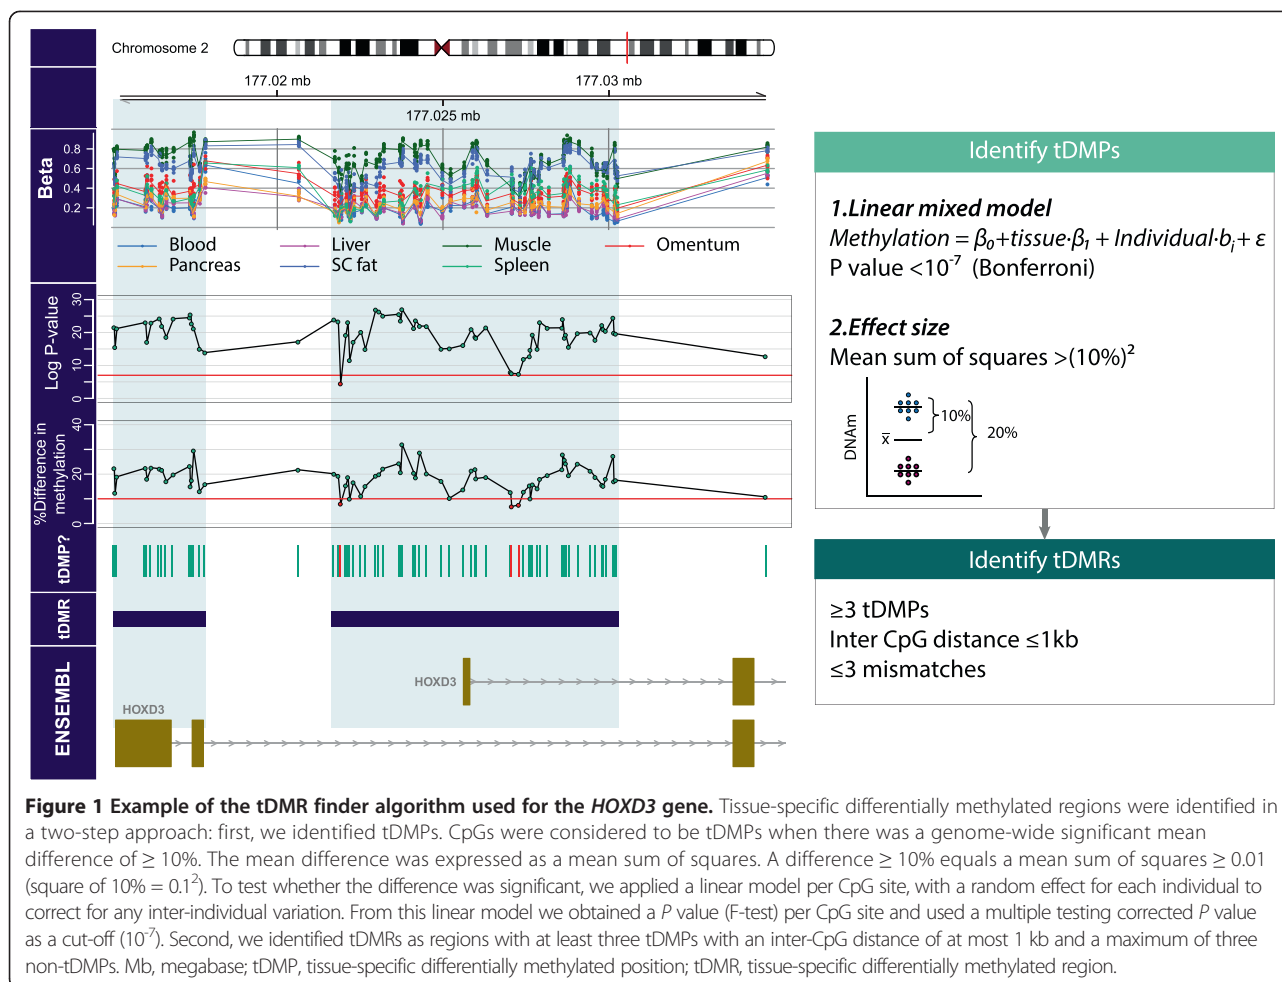 Chromosome 2
177.02 mb
177.03 mb
177.025 mb
Beta
0.8
0.6
0.4
0.2
Blood
Liver
Muscle
Omentum
Pancreas
SC fat
Spleen
Log P-value
30
20
10
0
%Difference in
methylation
40
20
0
tDMP?
tDMR
ENSEMBL
HOXD3
HOXD3
Identify tDMPs
1.Linear mixed model
Methylation = β₀+tissue·β₁ + Individual·bᵢ + ε
P value <10⁻⁷ (Bonferroni)
2.Effect size
Mean sum of squares >(10%)²
DNAm
x̅
10%
20%
Identify tDMRs
≥3 tDMPs
Inter CpG distance ≤1kb
≤3 mismatches
Figure 1 Example of the tDMR finder algorithm used for the HOXD3 gene. Tissue-specific differentially methylated regions were identified in
a two-step approach: first, we identified tDMPs. CpGs were considered to be tDMPs when there was a genome-wide significant mean
difference of ≥ 10%. The mean difference was expressed as a mean sum of squares. A difference ≥ 10% equals a mean sum of squares ≥ 0.01
(square of 10% = 0.1²). To test whether the difference was significant, we applied a linear model per CpG site, with a random effect for each individual to
correct for any inter-individual variation. From this linear model we obtained a P value (F-test) per CpG site and used a multiple testing corrected P value
as a cut-off (10⁻⁷). Second, we identified tDMRs as regions with at least three tDMPs with an inter-CpG distance of at most 1 kb and a maximum of three
non-tDMPs. Mb, megabase; tDMP, tissue-specific differentially methylated position; tDMR, tissue-specific differentially methylated region.